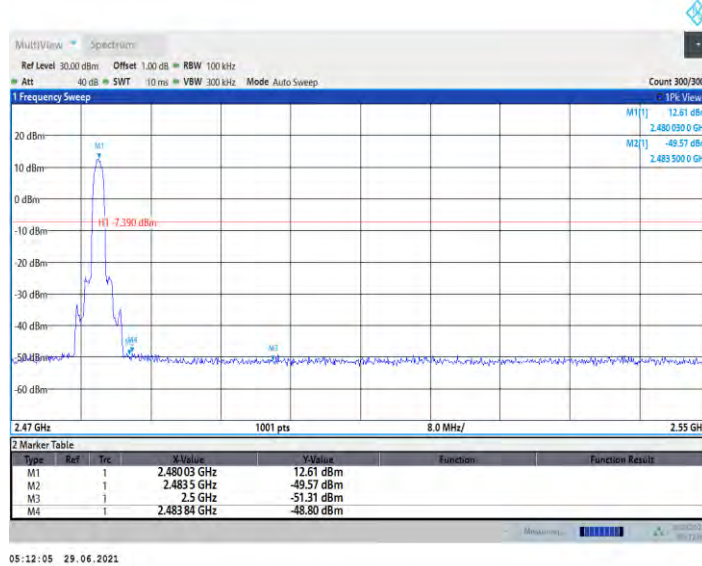 MultiView Spectrum
Ref Level 30.00 dBm Offset 1.00 dB RBW 100 kHz
Att 40 dB SWT 10 ms VBW 300 kHz Mode Auto Sweep Count 300/300
1 Frequency Sweep 1Pk View
M1[1] 12.61 dBm
2.480 030 0 GH
M2[1] -49.57 dBm
2.483 500 0 GH
20 dBm
M1
10 dBm
0 dBm
H1 -7.390 dBm
-10 dBm
-20 dBm
-30 dBm
-40 dBm
M4
M3
-50 dBm
-60 dBm
2.47 GHz 1001 pts 8.0 MHz/ 2.55 GH
2 Marker Table
Type Ref Trc X-Value Y-Value Function Function Result
M1 1 2.48003 GHz 12.61 dBm
M2 1 2.4835 GHz -49.57 dBm
M3 1 2.5 GHz -51.31 dBm
M4 1 2.48384 GHz -48.80 dBm
Measuring...
05:12:05 29.06.2021